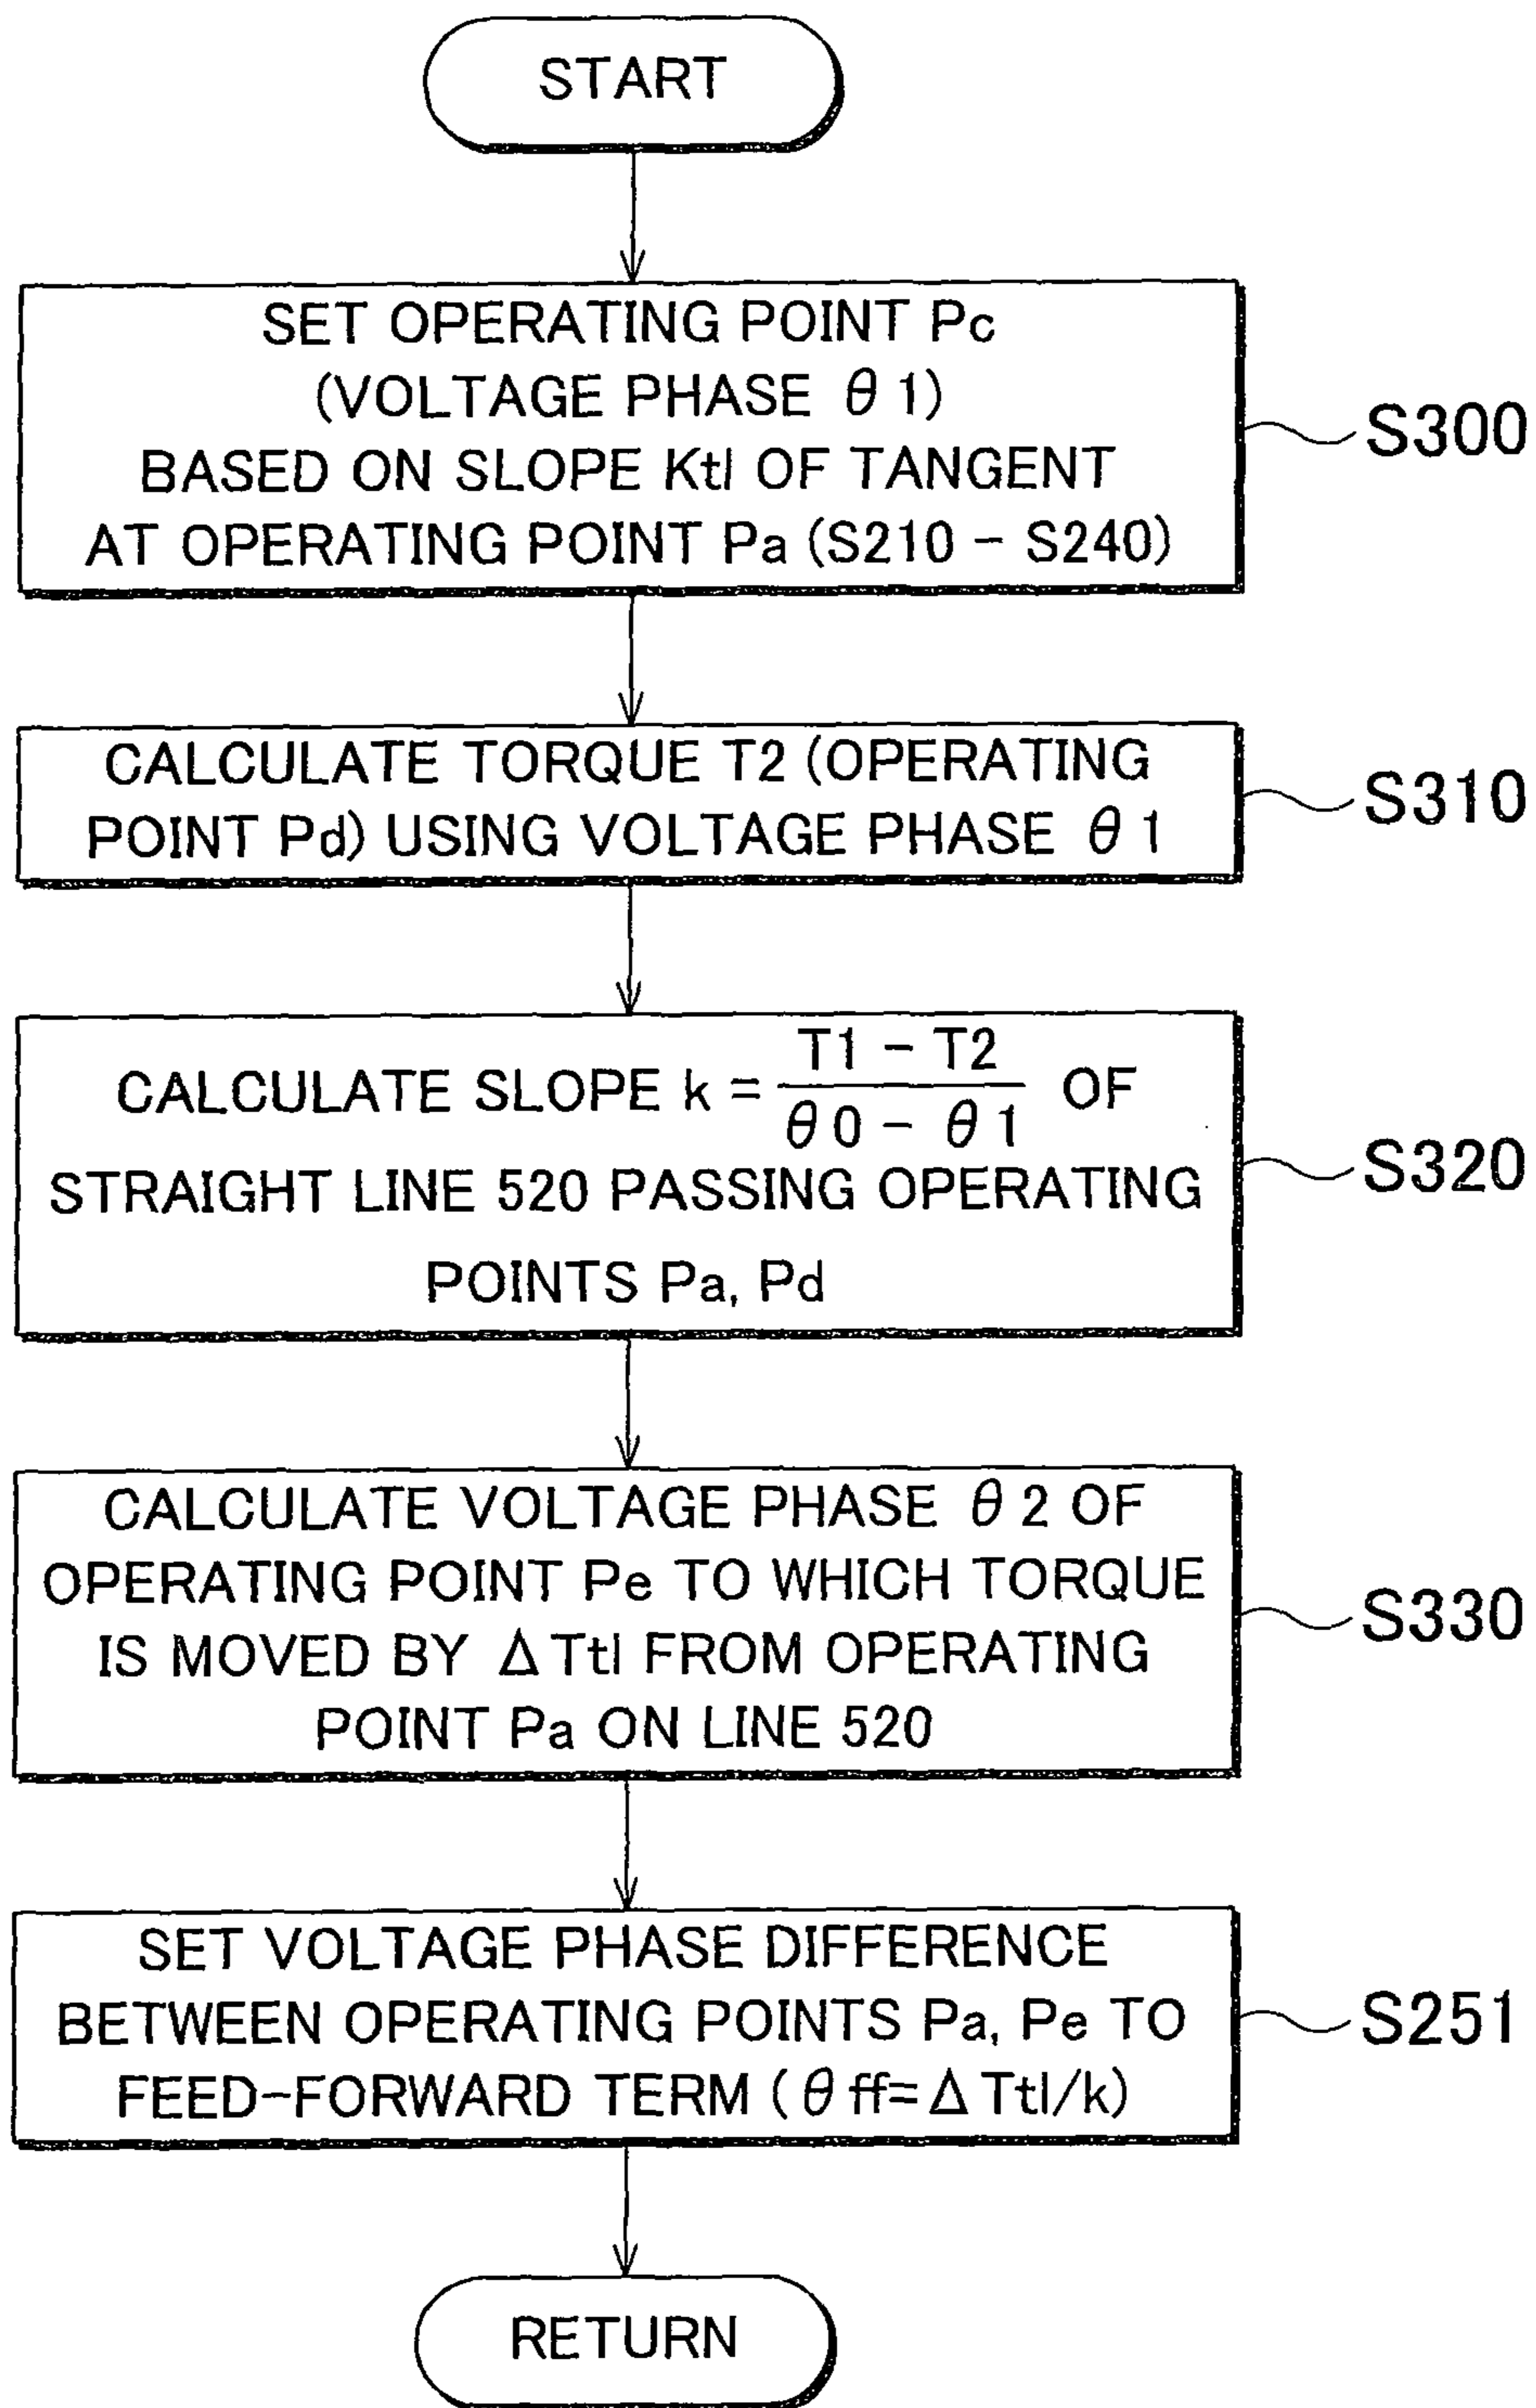 START
SET OPERATING POINT Pc
(VOLTAGE PHASE θ1)
BASED ON SLOPE Ktl OF TANGENT
AT OPERATING POINT Pa (S210 - S240)
S300
CALCULATE TORQUE T2 (OPERATING
POINT Pd) USING VOLTAGE PHASE θ1
S310
CALCULATE SLOPE k = (T1 - T2)/(θ0 - θ1) OF
STRAIGHT LINE 520 PASSING OPERATING
POINTS Pa, Pd
S320
CALCULATE VOLTAGE PHASE θ2 OF
OPERATING POINT Pe TO WHICH TORQUE
IS MOVED BY ΔTtl FROM OPERATING
POINT Pa ON LINE 520
S330
SET VOLTAGE PHASE DIFFERENCE
BETWEEN OPERATING POINTS Pa, Pe TO
FEED-FORWARD TERM (θff=ΔTtl/k)
S251
RETURN